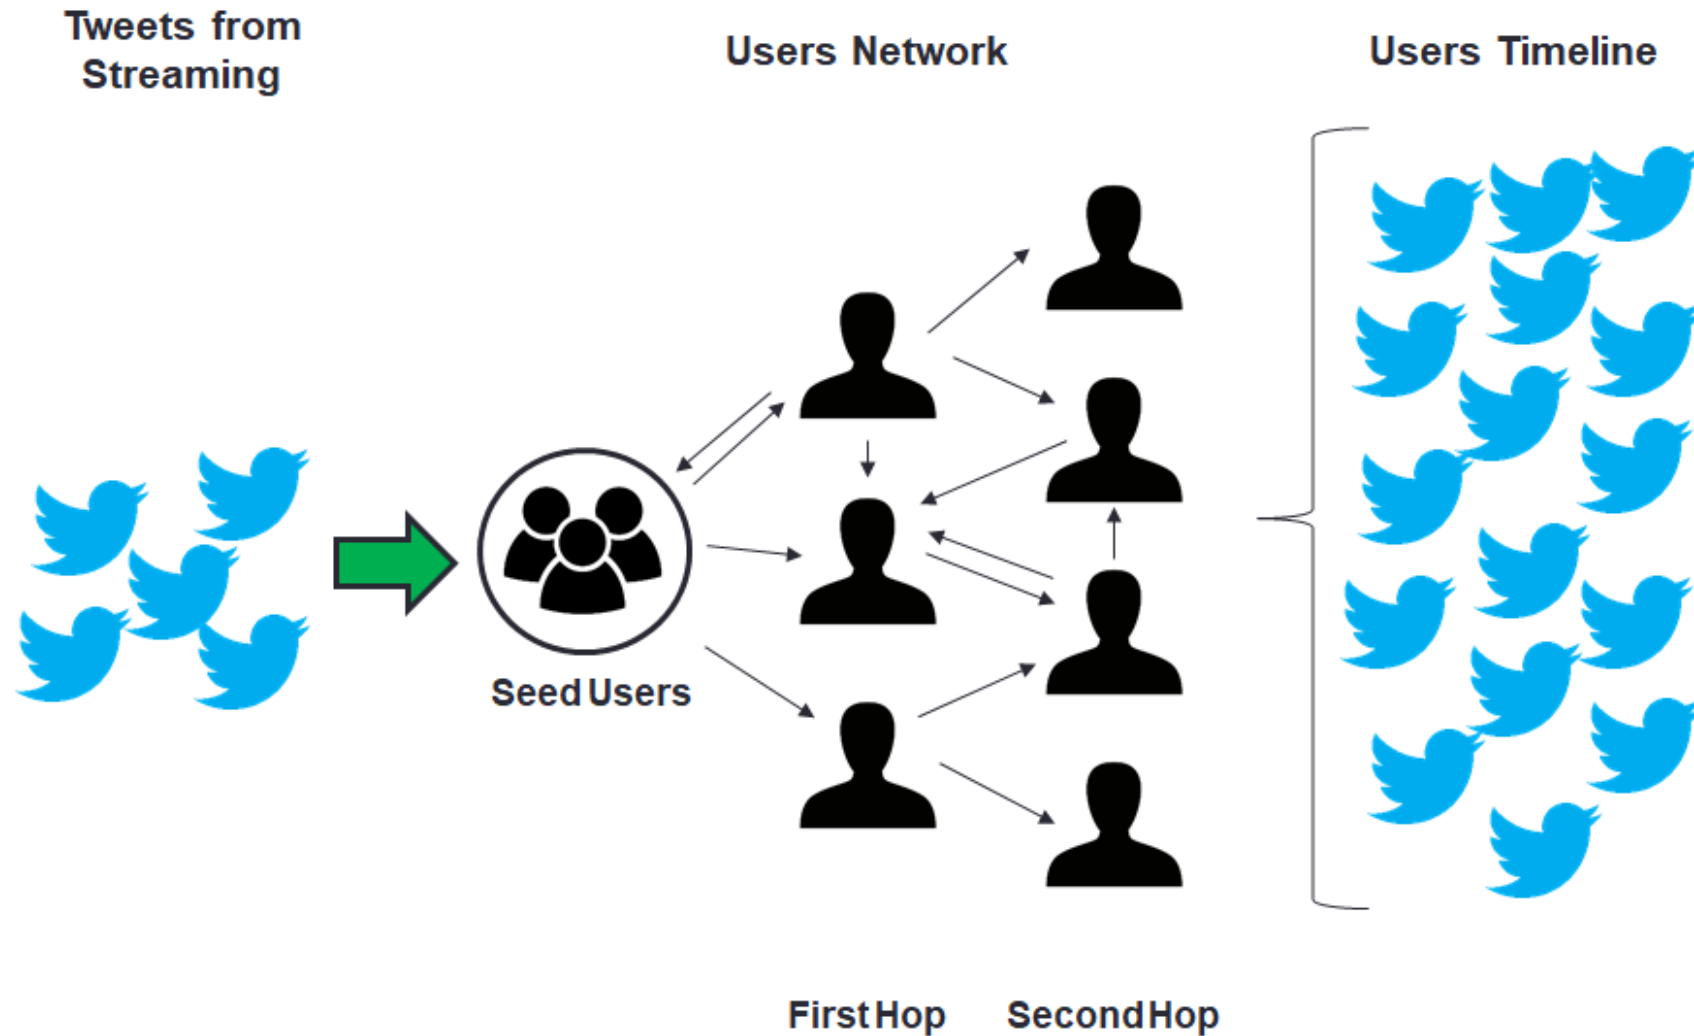 Tweets from
Streaming
Users Network
Users Timeline
Seed Users
First Hop
Second Hop